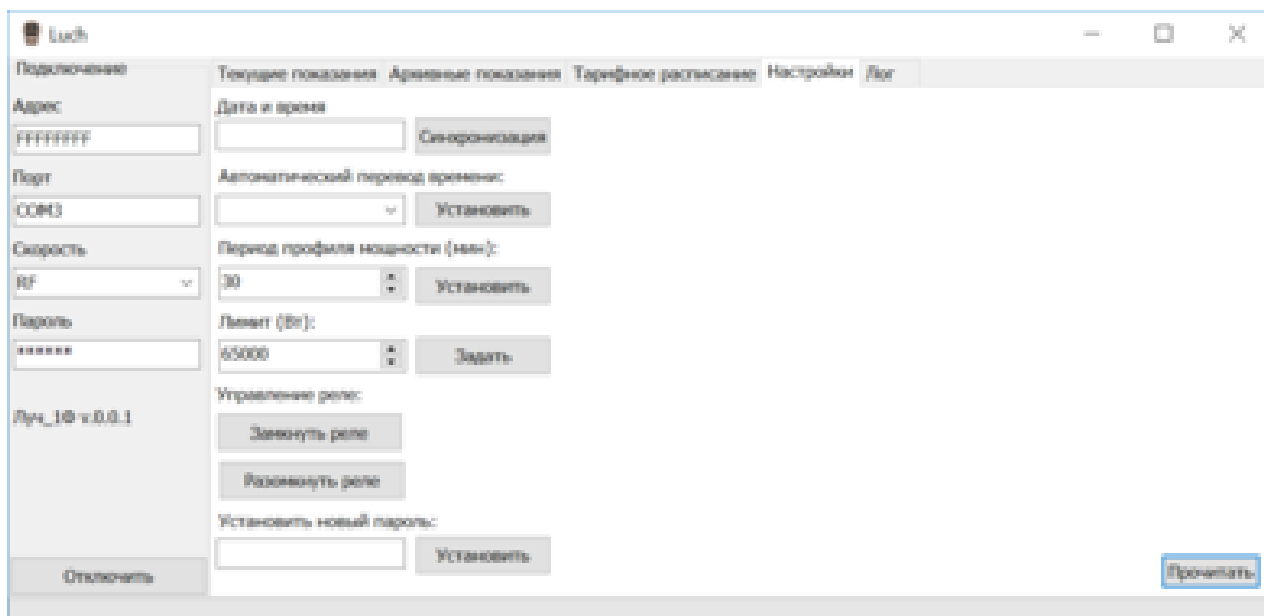 Luch
Подключение
Текущие показания Архивные показания Тарифное расписание Настройки Лог
Адрес
FFFFFFFF
Порт
COM3
Скорость
RF
Пароль
******
Луч_1Ф v.0.0.1
Отключить
Дата и время
Синхронизация
Автоматический перевод времени:
Установить
Период профиля мощности (мин):
30
Установить
Лимит (Вт):
65000
Задать
Управление реле:
Замкнуть реле
Разомкнуть реле
Установить новый пароль:
Установить
Прочитать